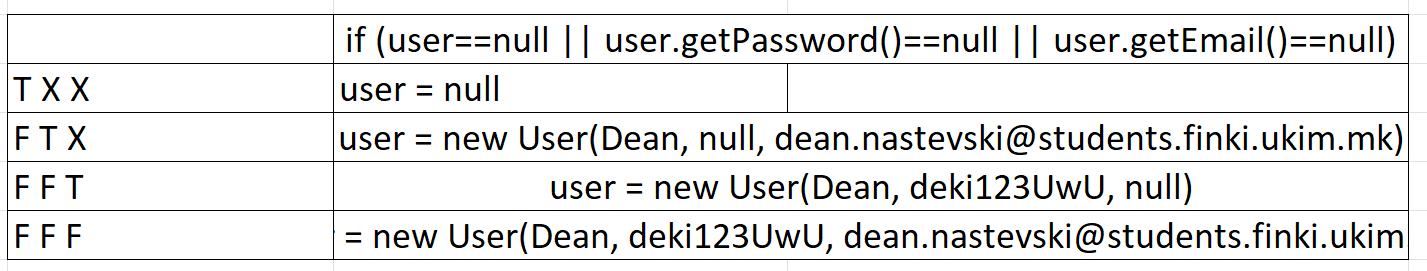 if (user==null || user.getPassword()==null || user.getEmail()==null)
T X X user = null
F T X user = new User(Dean, null, dean.nastevski@students.finki.ukim.mk)
F F T user = new User(Dean, deki123UwU, null)
F F F = new User(Dean, deki123UwU, dean.nastevski@students.finki.ukim